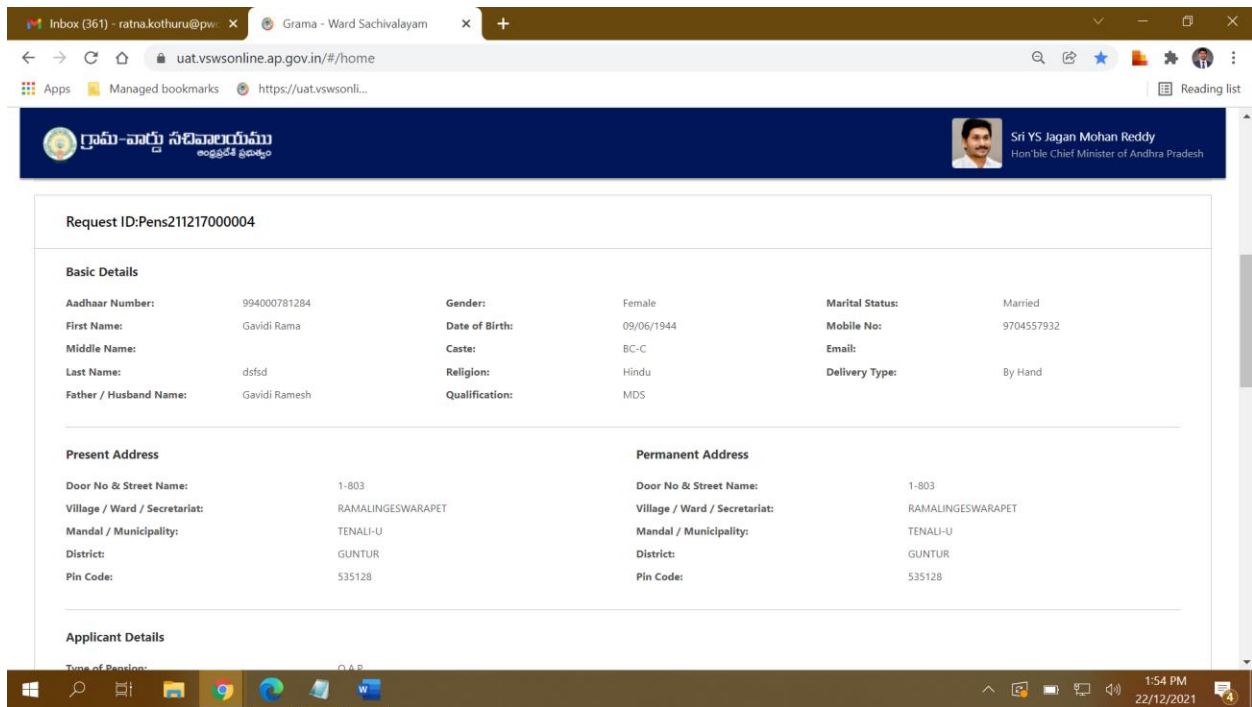 Inbox (361) - ratna.kothuru@pwc
Grama - Ward Sachivalayam
uat.vswsonline.ap.gov.in/#/home
Apps Managed bookmarks https://uat.vswsonli... Reading list
గ్రామ-వార్డు సచివాలయము
ఆంధ్రప్రదేశ్ ప్రభుత్వం
Sri YS Jagan Mohan Reddy
Hon'ble Chief Minister of Andhra Pradesh
Request ID:Pens211217000004
Basic Details
Aadhaar Number: 994000781284 Gender: Female Marital Status: Married
First Name: Gavidi Rama Date of Birth: 09/06/1944 Mobile No: 9704557932
Middle Name: Caste: BC-C Email:
Last Name: dsfsd Religion: Hindu Delivery Type: By Hand
Father / Husband Name: Gavidi Ramesh Qualification: MDS
Present Address Permanent Address
Door No & Street Name: 1-803 Door No & Street Name: 1-803
Village / Ward / Secretariat: RAMALINGESWARAPET Village / Ward / Secretariat: RAMALINGESWARAPET
Mandal / Municipality: TENALI-U Mandal / Municipality: TENALI-U
District: GUNTUR District: GUNTUR
Pin Code: 535128 Pin Code: 535128
Applicant Details
Type of Pension: O.A.P
1:54 PM
22/12/2021
4